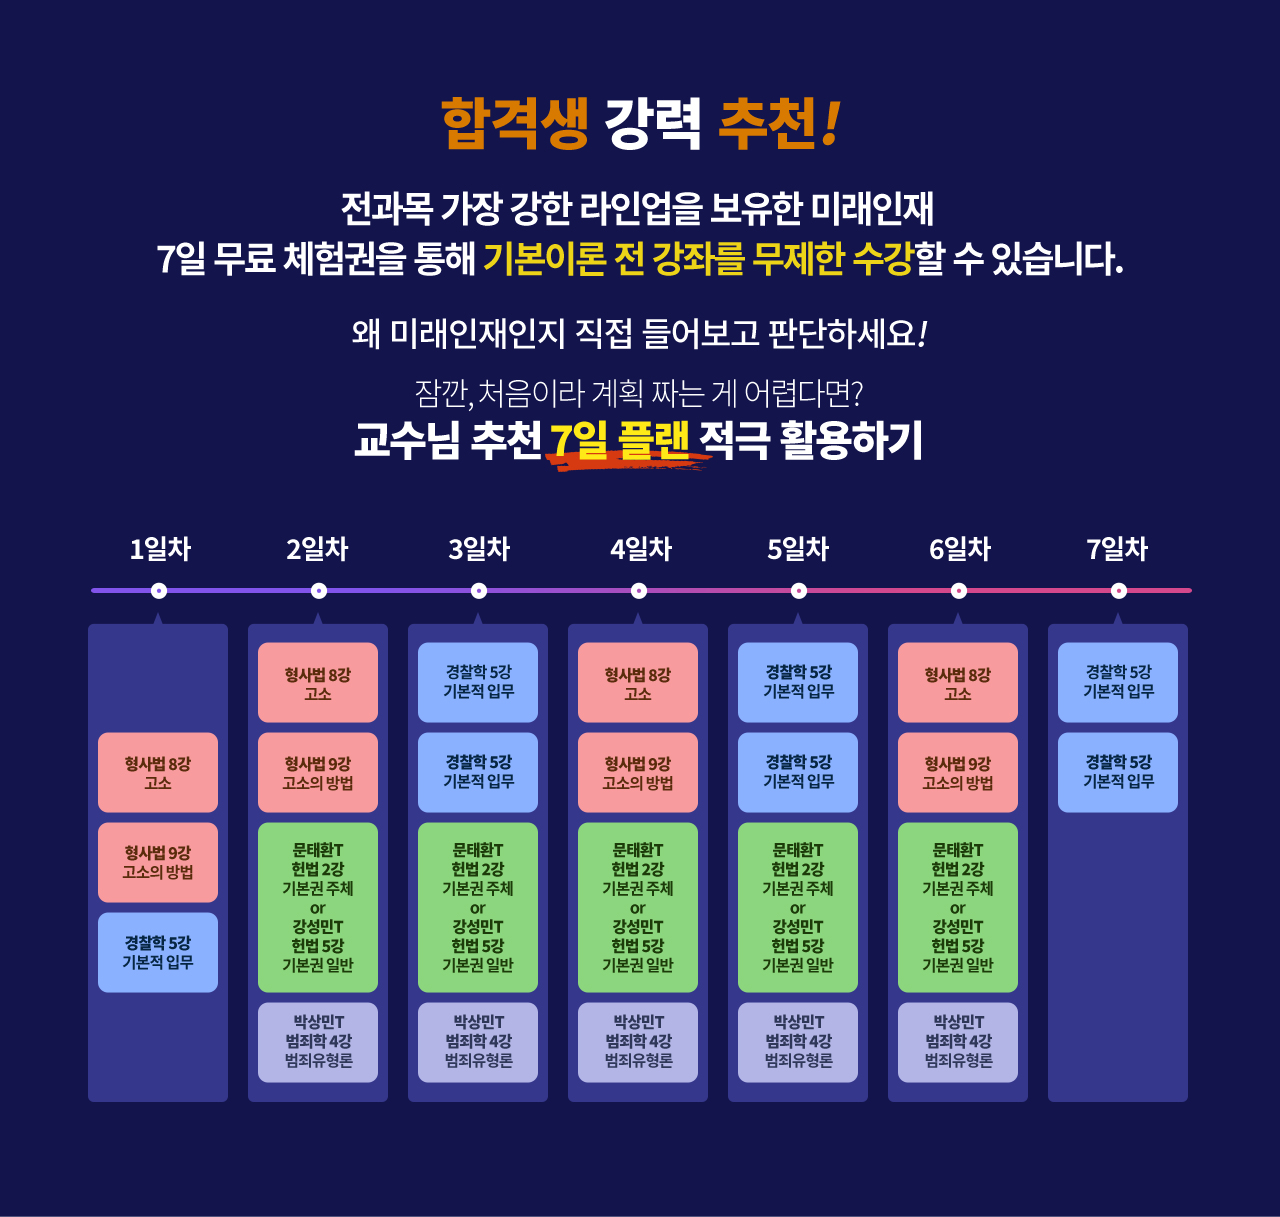 합격생 강력 추천!
전과목 가장 강한 라인업을 보유한 미래인재
7일 무료 체험권을 통해 기본이론 전 강좌를 무제한 수강할 수 있습니다.
왜 미래인재인지 직접 들어보고 판단하세요!
잠깐, 처음이라 계획 짜는 게 어렵다면?
교수님 추천 7일 플랜 적극 활용하기
1일차
2일차
3일차
4일차
5일차
6일차
7일차
형사법 8강
고소
형사법 9강
고소의 방법
경찰학 5강
기본적 임무
형사법 8강
고소
형사법 9강
고소의 방법
문태환T
헌법 2강
기본권 주체
or
강성민T
헌법 5강
기본권 일반
박상민T
범죄학 4강
범죄유형론
경찰학 5강
기본적 임무
경찰학 5강
기본적 임무
문태환T
헌법 2강
기본권 주체
or
강성민T
헌법 5강
기본권 일반
박상민T
범죄학 4강
범죄유형론
형사법 8강
고소
형사법 9강
고소의 방법
문태환T
헌법 2강
기본권 주체
or
강성민T
헌법 5강
기본권 일반
박상민T
범죄학 4강
범죄유형론
경찰학 5강
기본적 임무
경찰학 5강
기본적 임무
문태환T
헌법 2강
기본권 주체
or
강성민T
헌법 5강
기본권 일반
박상민T
범죄학 4강
범죄유형론
형사법 8강
고소
형사법 9강
고소의 방법
문태환T
헌법 2강
기본권 주체
or
강성민T
헌법 5강
기본권 일반
박상민T
범죄학 4강
범죄유형론
경찰학 5강
기본적 임무
경찰학 5강
기본적 임무